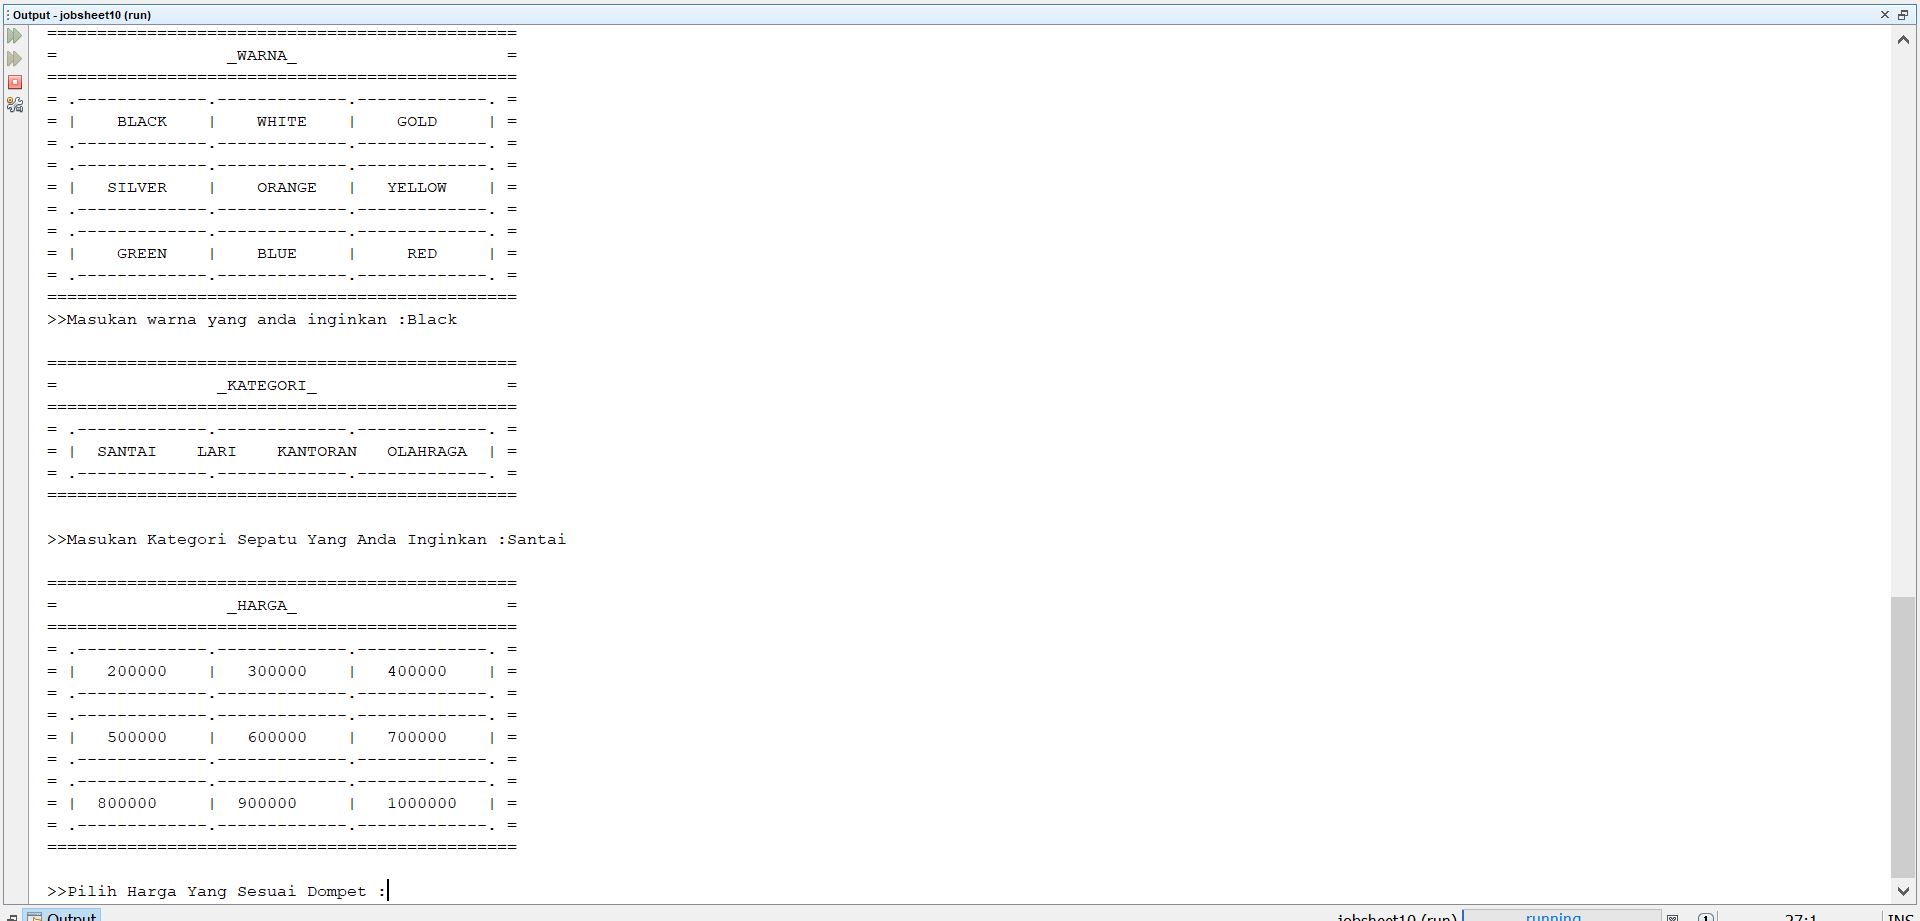 Output - jobsheet10 (run)
===============================================
=                 _WARNA_                     =
===============================================
= .-------------.-------------.-------------. =
= |    BLACK    |    WHITE    |    GOLD     | =
= .-------------.-------------.-------------. =
= .-------------.-------------.-------------. =
= |   SILVER    |    ORANGE   |   YELLOW    | =
= .-------------.-------------.-------------. =
= .-------------.-------------.-------------. =
= |    GREEN    |    BLUE     |     RED     | =
= .-------------.-------------.-------------. =
===============================================
>>Masukan warna yang anda inginkan :Black
===============================================
=                _KATEGORI_                   =
===============================================
= .-------------.-------------.-------------. =
= |  SANTAI    LARI    KANTORAN   OLAHRAGA  | =
= .-------------.-------------.-------------. =
===============================================
>>Masukan Kategori Sepatu Yang Anda Inginkan :Santai
===============================================
=                 _HARGA_                     =
===============================================
= .-------------.-------------.-------------. =
= |   200000    |   300000    |   400000    | =
= .-------------.-------------.-------------. =
= .-------------.-------------.-------------. =
= |   500000    |   600000    |   700000    | =
= .-------------.-------------.-------------. =
= .-------------.-------------.-------------. =
= |  800000     |  900000     |   1000000   | =
= .-------------.-------------.-------------. =
===============================================
>>Pilih Harga Yang Sesuai Dompet :
Output jobsheet10 (run) running 1 27:1 INS